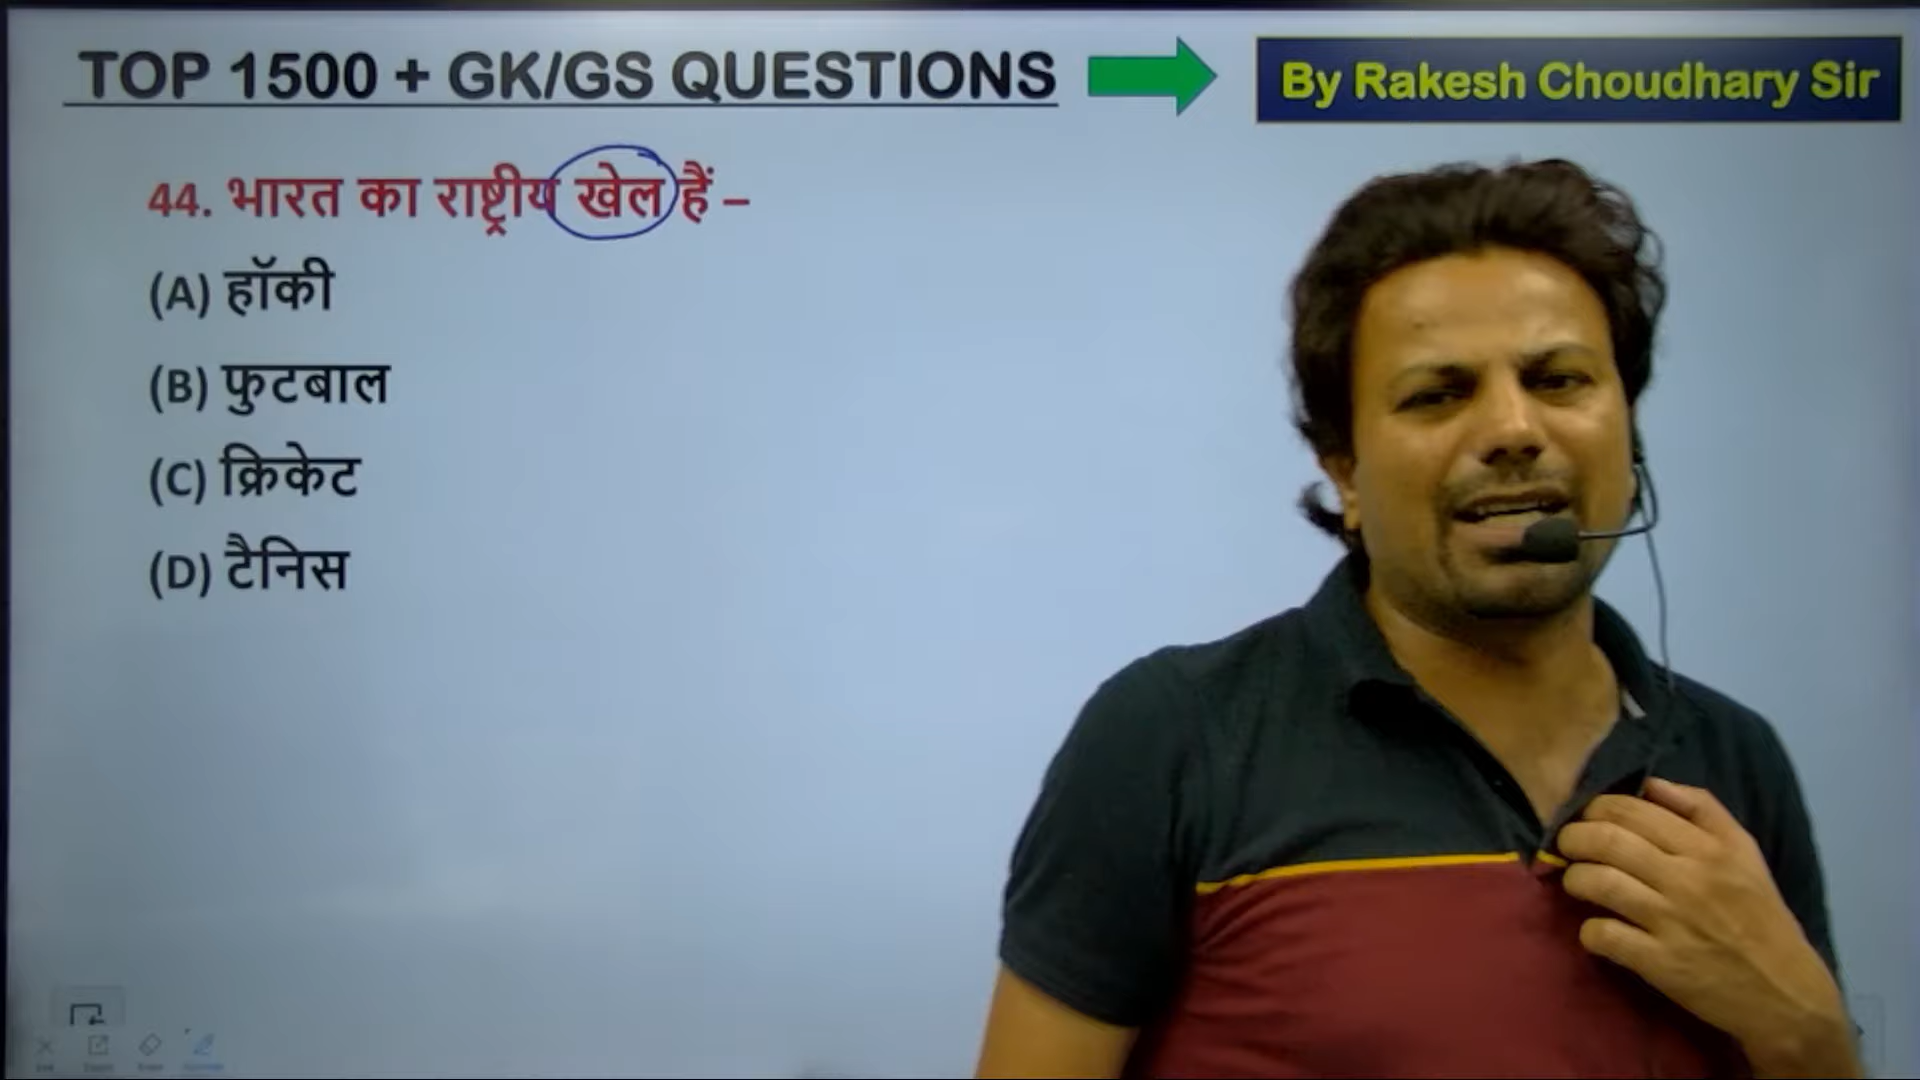 TOP 1500 + GK/GS QUESTIONS
By Rakesh Choudhary Sir
44. भारत का राष्ट्रीय खेल हैं –
(A) हॉकी
(B) फुटबाल
(C) क्रिकेट
(D) टैनिस